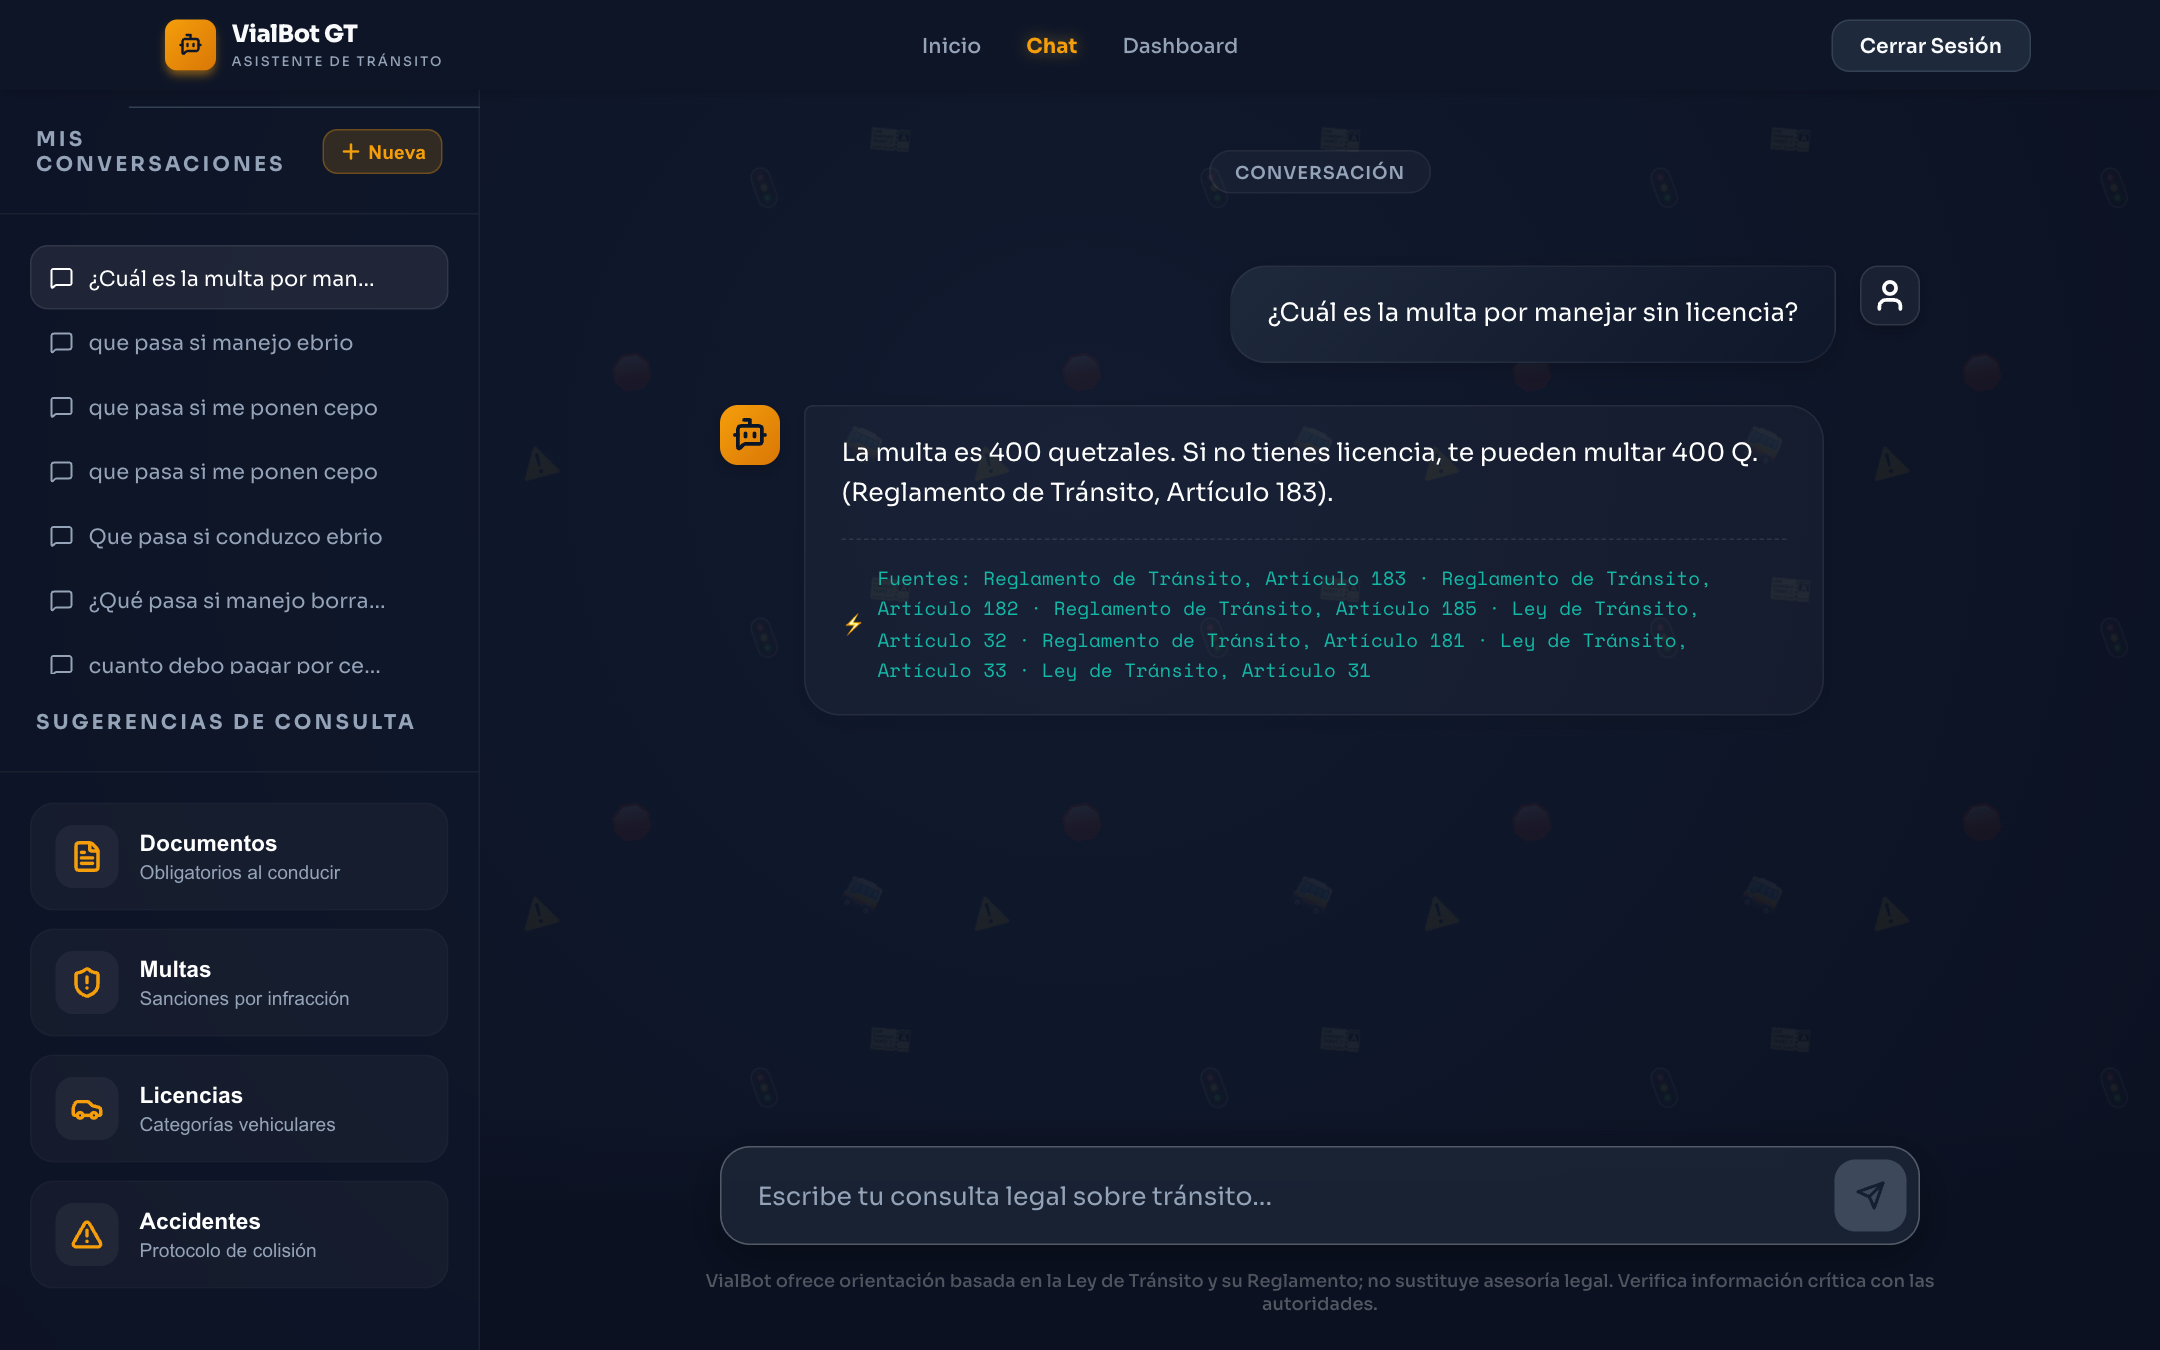 VialBot GT
ASISTENTE DE TRÁNSITO
Inicio
Chat
Dashboard
Cerrar Sesión
MIS
CONVERSACIONES
+ Nueva
¿Cuál es la multa por man...
que pasa si manejo ebrio
que pasa si me ponen cepo
que pasa si me ponen cepo
Que pasa si conduzco ebrio
¿Qué pasa si manejo borra...
cuanto debo pagar por ce...
SUGERENCIAS DE CONSULTA
Documentos
Obligatorios al conducir
Multas
Sanciones por infracción
Licencias
Categorías vehiculares
Accidentes
Protocolo de colisión
CONVERSACIÓN
¿Cuál es la multa por manejar sin licencia?
La multa es 400 quetzales. Si no tienes licencia, te pueden multar 400 Q.
(Reglamento de Tránsito, Artículo 183).
Fuentes: Reglamento de Tránsito, Artículo 183 · Reglamento de Tránsito,
Artículo 182 · Reglamento de Tránsito, Artículo 185 · Ley de Tránsito,
Artículo 32 · Reglamento de Tránsito, Artículo 181 · Ley de Tránsito,
Artículo 33 · Ley de Tránsito, Artículo 31
Escribe tu consulta legal sobre tránsito...
VialBot ofrece orientación basada en la Ley de Tránsito y su Reglamento; no sustituye asesoría legal. Verifica información crítica con las
autoridades.